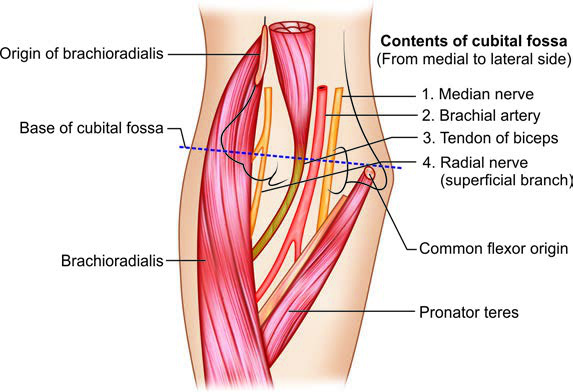 Origin of brachioradialis
Base of cubital fossa
Brachioradialis
Contents of cubital fossa
(From medial to lateral side)
1. Median nerve
2. Brachial artery
3. Tendon of biceps
4. Radial nerve
(superficial branch)
Common flexor origin
Pronator teres